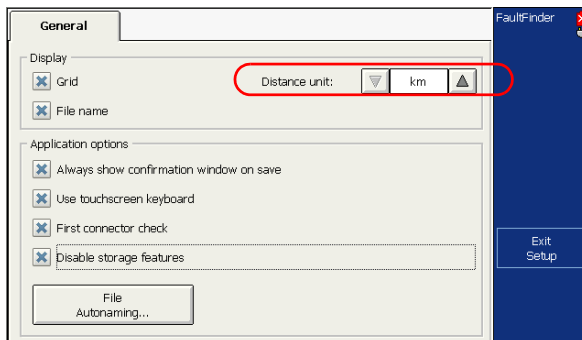 General
FaultFinder
Display
Grid
Distance unit:
km
File name
Application options
Always show confirmation window on save
Use touchscreen keyboard
First connector check
Disable storage features
Exit
Setup
File
Autonaming...